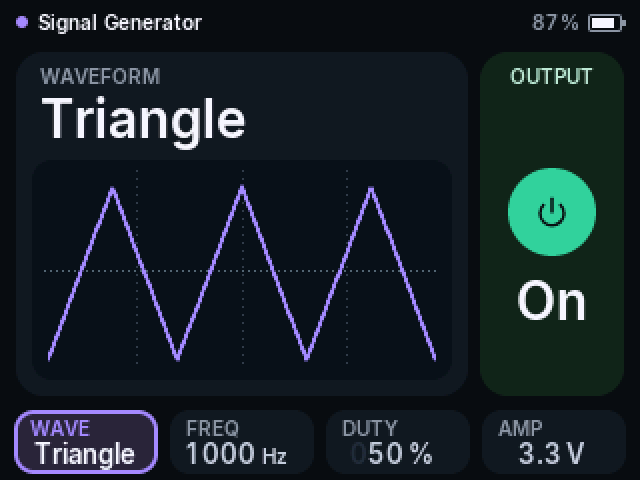 Signal Generator
87%
WAVEFORM
Triangle
OUTPUT
On
WAVE
Triangle
FREQ
1000 Hz
DUTY
050 %
AMP
3.3 V